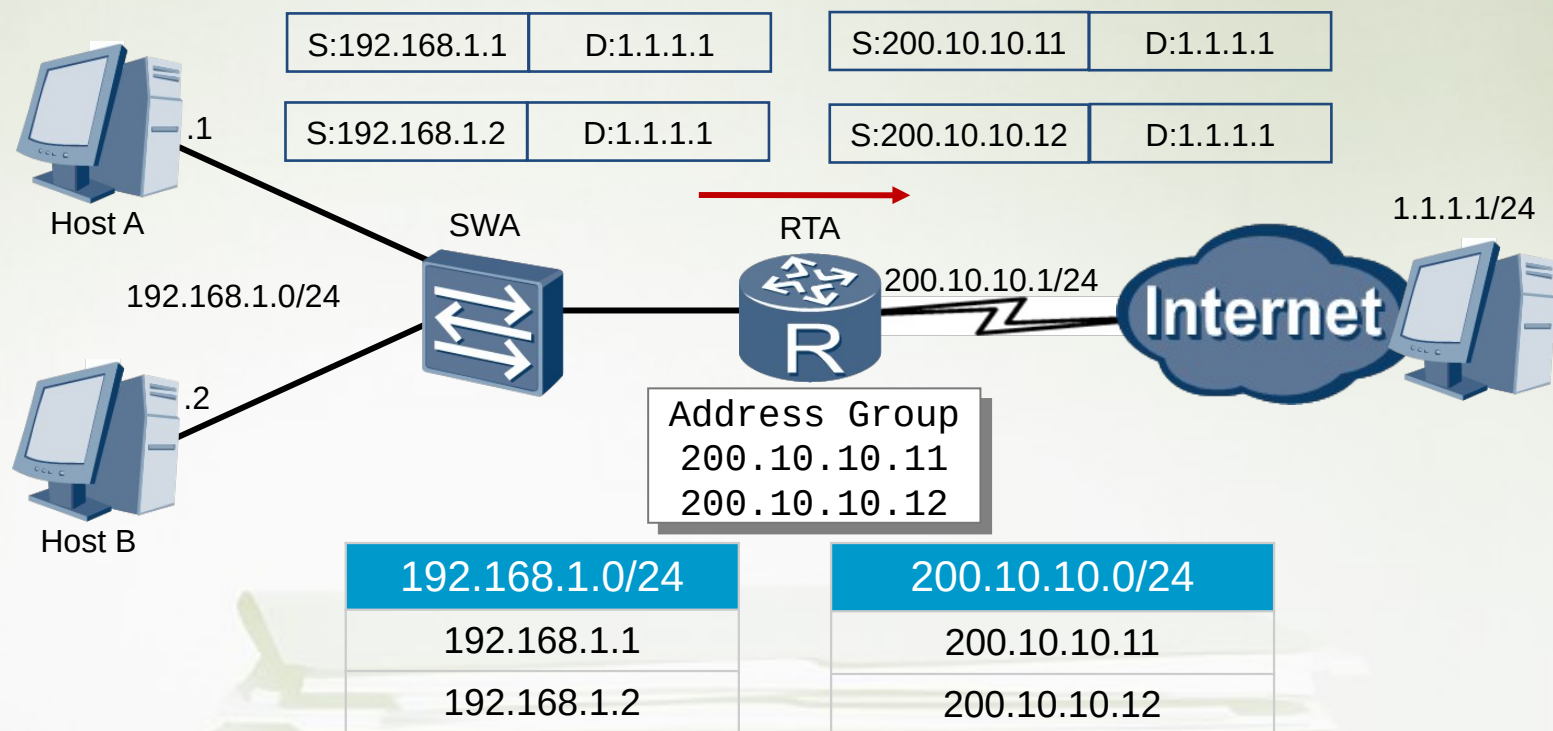 S:192.168.1.1 D:1.1.1.1 S:200.10.10.11 D:1.1.1.1
S:192.168.1.2 D:1.1.1.1 S:200.10.10.12 D:1.1.1.1
.1
Host A
SWA
RTA
1.1.1.1/24
192.168.1.0/24
200.10.10.1/24
Internet
R
.2
Host B
Address Group
200.10.10.11
200.10.10.12
192.168.1.0/24 200.10.10.0/24
192.168.1.1 200.10.10.11
192.168.1.2 200.10.10.12